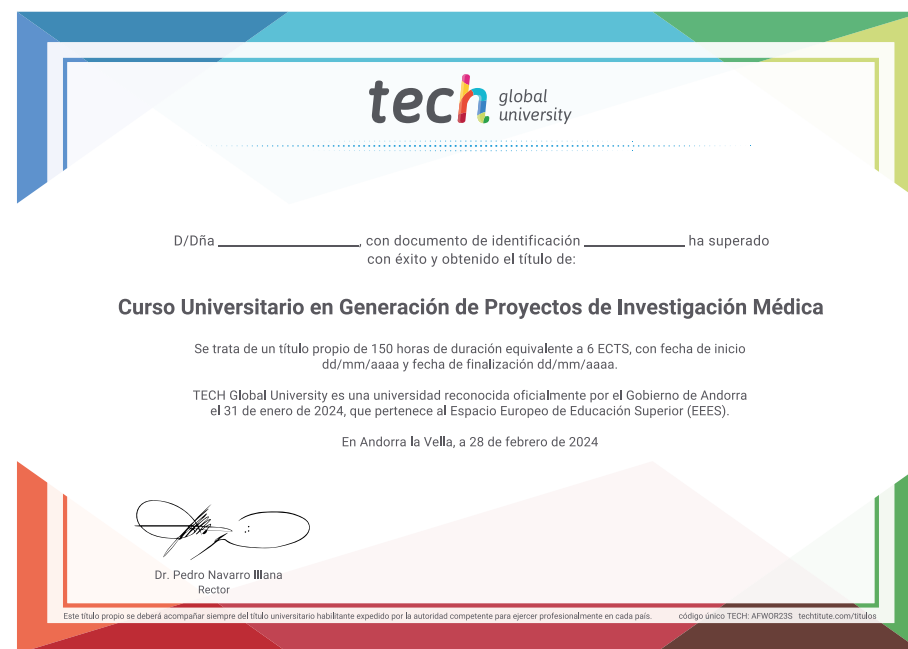 tech global university
D/Dña ____________________, con documento de identificación ______________ ha superado
con éxito y obtenido el título de:
Curso Universitario en Generación de Proyectos de Investigación Médica
Se trata de un título propio de 150 horas de duración equivalente a 6 ECTS, con fecha de inicio
dd/mm/aaaa y fecha de finalización dd/mm/aaaa.
TECH Global University es una universidad reconocida oficialmente por el Gobierno de Andorra
el 31 de enero de 2024, que pertenece al Espacio Europeo de Educación Superior (EEES).
En Andorra la Vella, a 28 de febrero de 2024
Dr. Pedro Navarro Illana
Rector
Este título propio se deberá acompañar siempre del título universitario habilitante expedido por la autoridad competente para ejercer profesionalmente en cada país. código único TECH: AFWOR23S techtitute.com/titulos